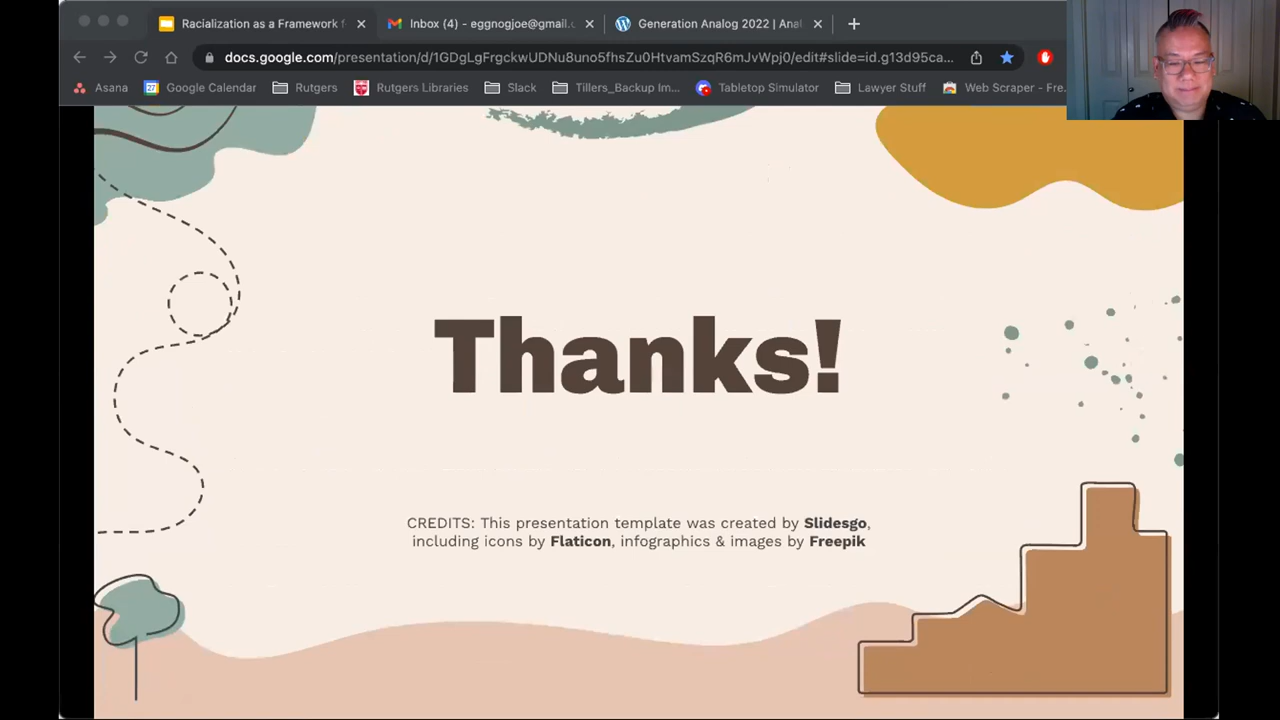 Racialization as a Framework f
Inbox (4) - eggnogjoe@gmail.c
Generation Analog 2022 | Anal
docs.google.com/presentation/d/1GDgLgFrgckwUDNu8uno5fhsZu0HtvamSzqR6mJvWpj0/edit#slide=id.g13d95ca...
Asana
27
Google Calendar
Rutgers
Rutgers Libraries
Slack
Tillers_Backup Im...
Tabletop Simulator
Lawyer Stuff
Web Scraper - Fre...
Thanks!
CREDITS: This presentation template was created by Slidesgo,
including icons by Flaticon, infographics & images by Freepik